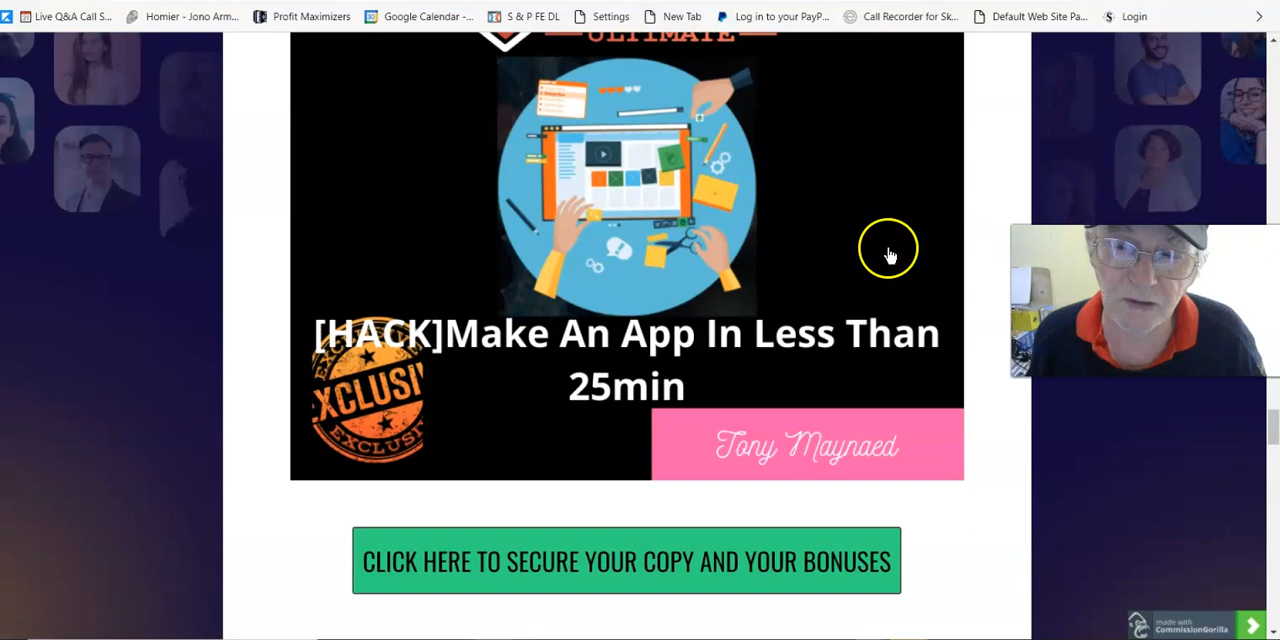 Live Q&A Call S...
Homier - Jono Arm...
Profit Maximizers
Google Calendar -...
S & P FE DL
Settings
New Tab
Log in to your PayP...
Call Recorder for Sk...
Default Web Site Pa...
Login
ULTIMATE
[HACK]Make An App In Less Than
25min
EXCLUSIV
EXCLUSIV
Tony Maynaed
CLICK HERE TO SECURE YOUR COPY AND YOUR BONUSES
made with
CommissionGorilla